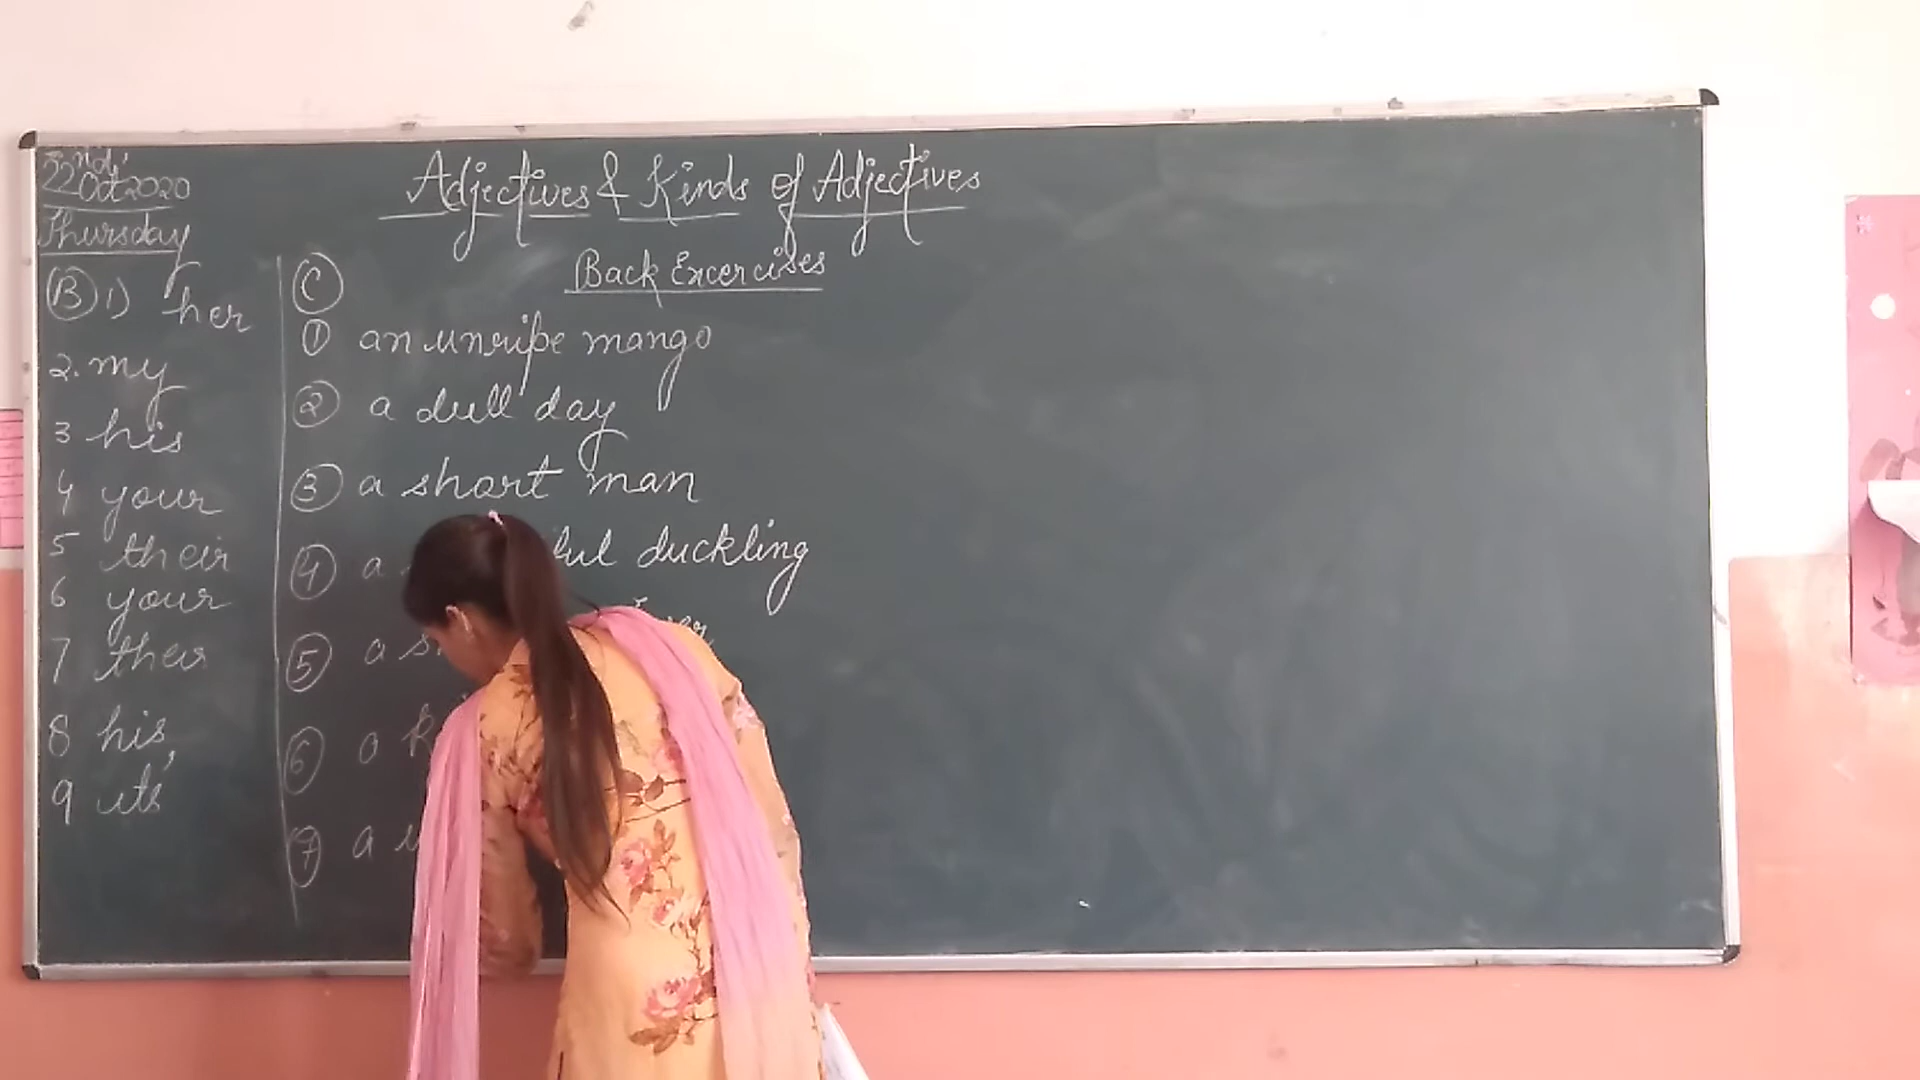 22nd Oct 2020
Thursday
Adjectives & Kinds of Adjectives
Back Excercises
B 1) her
2. my
3 his
4 your
5 their
6 your
7 their
8 his
9 its
C
1 an unripe mango
2 a dull day
3 a short man
4 a duckling
5 a
6 a
7 a